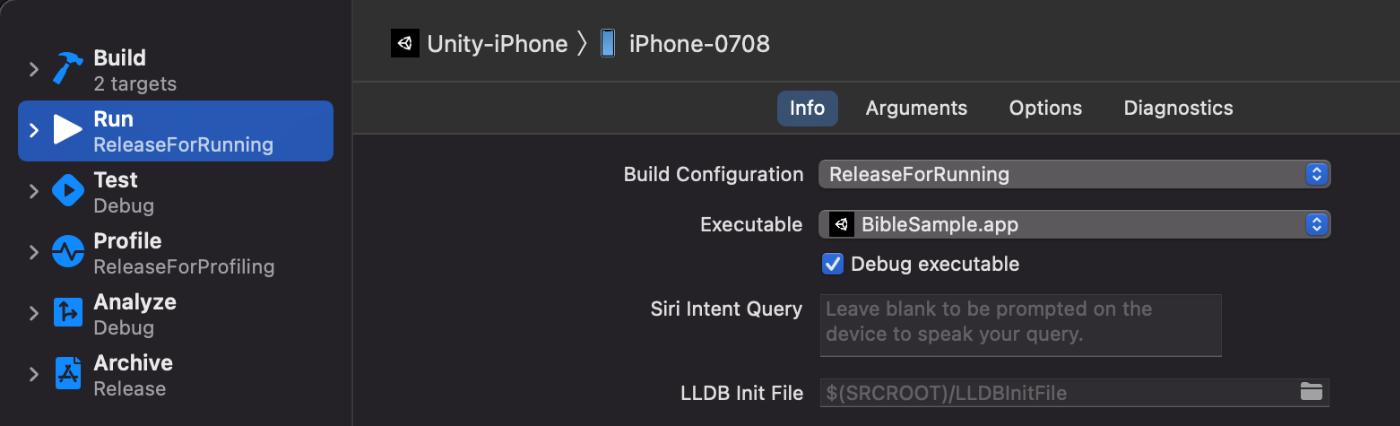 Build
2 targets
Run
ReleaseForRunning
Test
Debug
Profile
ReleaseForProfiling
Analyze
Debug
Archive
Release
Unity-iPhone 〉 iPhone-0708
Info Arguments Options Diagnostics
Build Configuration ReleaseForRunning
Executable BibleSample.app
Debug executable
Siri Intent Query Leave blank to be prompted on the
device to speak your query.
LLDB Init File $(SRCROOT)/LLDBInitFile